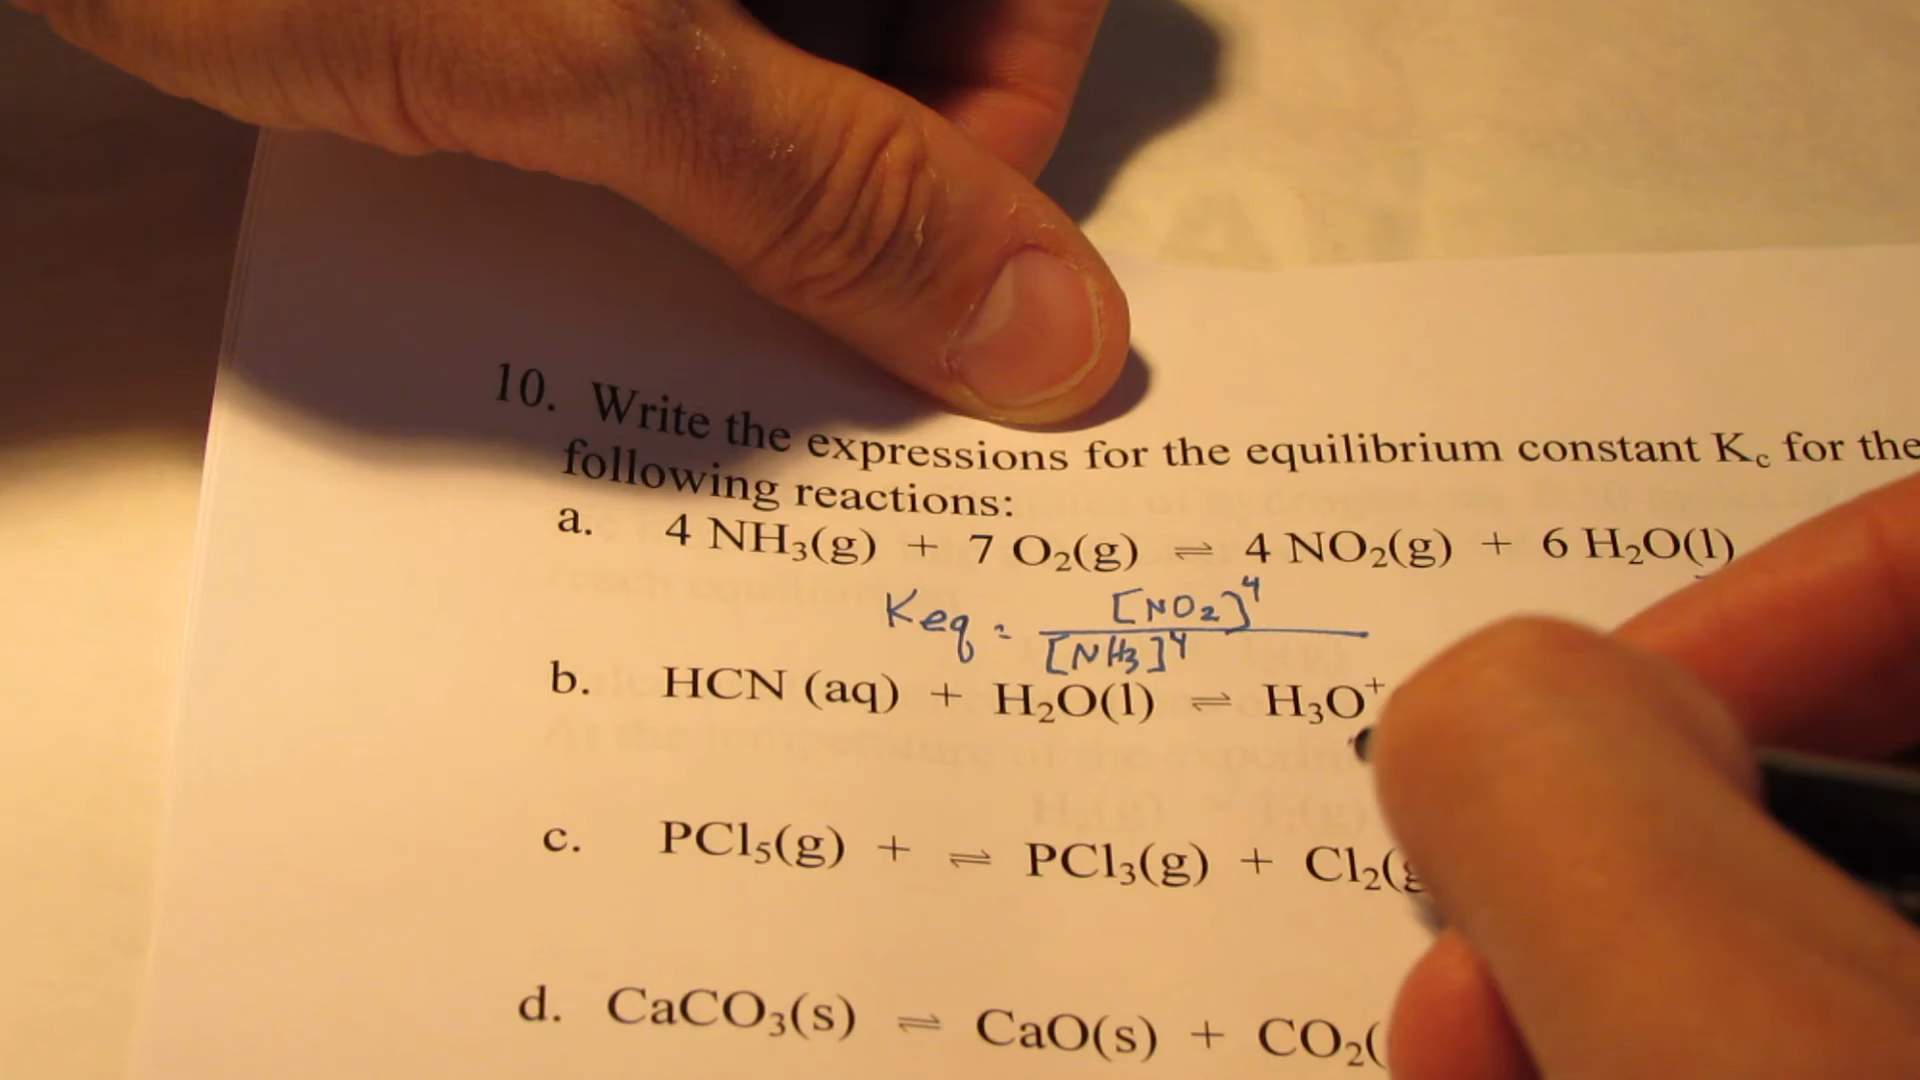 10. Write the expressions for the equilibrium constant Kc for the
following reactions:
a. 4 NH₃(g) + 7 O₂(g) ⇌ 4 NO₂(g) + 6 H₂O(l)
Keq = [NO₂]⁴
[NH₃]⁴
b. HCN (aq) + H₂O(l) ⇌ H₃O⁺
c. PCl₅(g) + ⇌ PCl₃(g) + Cl₂(g
d. CaCO₃(s) ⇌ CaO(s) + CO₂(